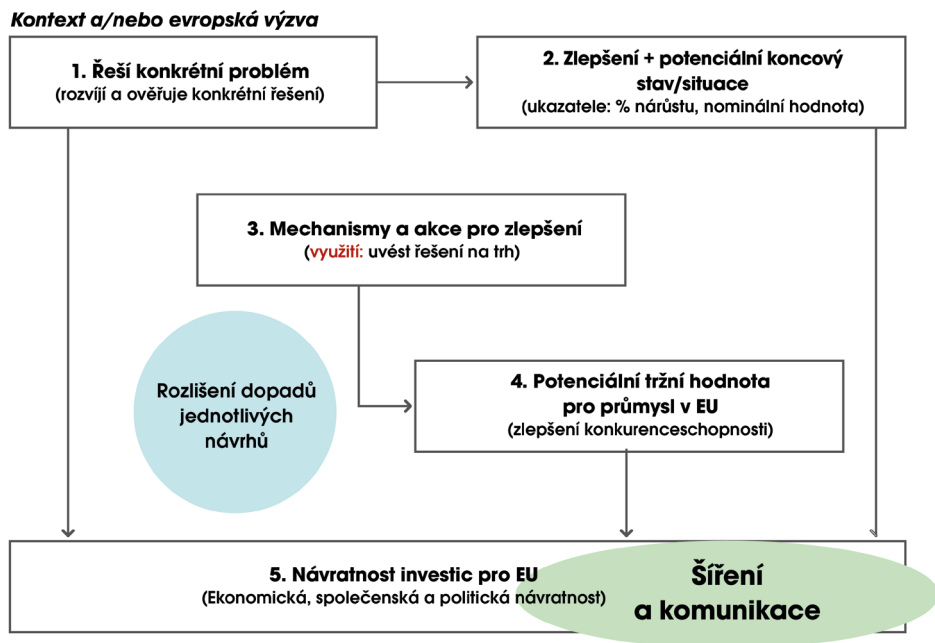 Kontext a/nebo evropská výzva
1. Řeší konkrétní problém
(rozvíjí a ověřuje konkrétní řešení)
2. Zlepšení + potenciální koncový
stav/situace
(ukazatele: % nárůstu, nominální hodnota)
3. Mechanismy a akce pro zlepšení
(využití: uvést řešení na trh)
Rozlišení dopadů
jednotlivých
návrhů
4. Potenciální tržní hodnota
pro průmysl v EU
(zlepšení konkurenceschopnosti)
5. Návratnost investic pro EU
(Ekonomická, společenská a politická návratnost)
Šíření
a komunikace